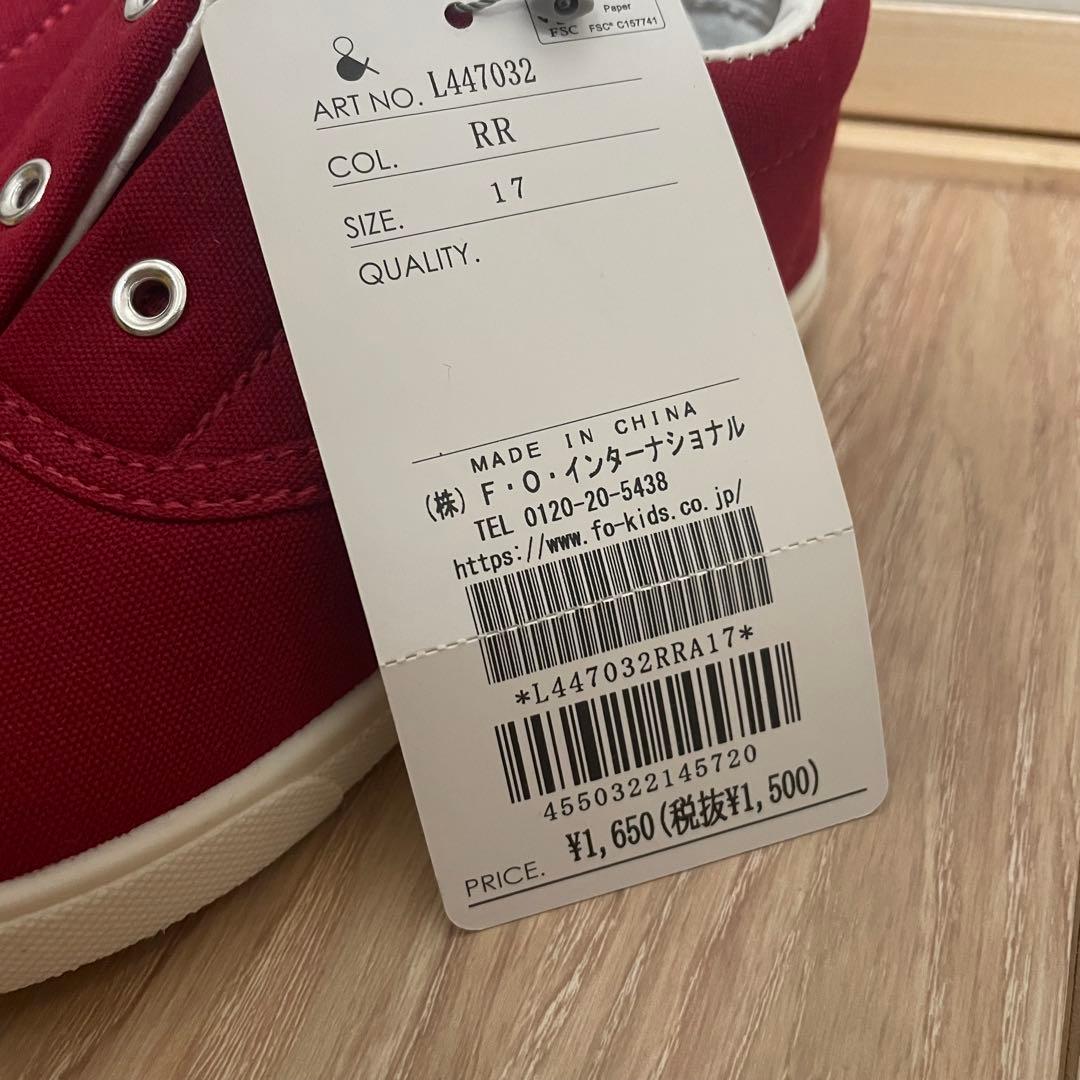 Paper
FSC FSC® C157741
&
ART NO. L447032
COL. RR
SIZE. 17
QUALITY.
MADE IN CHINA
(株) F・O・インターナショナル
TEL 0120-20-5438
https://www.fo-kids.co.jp/
*L447032RRA17*
4550322145720
PRICE. ¥1,650(税抜¥1,500)